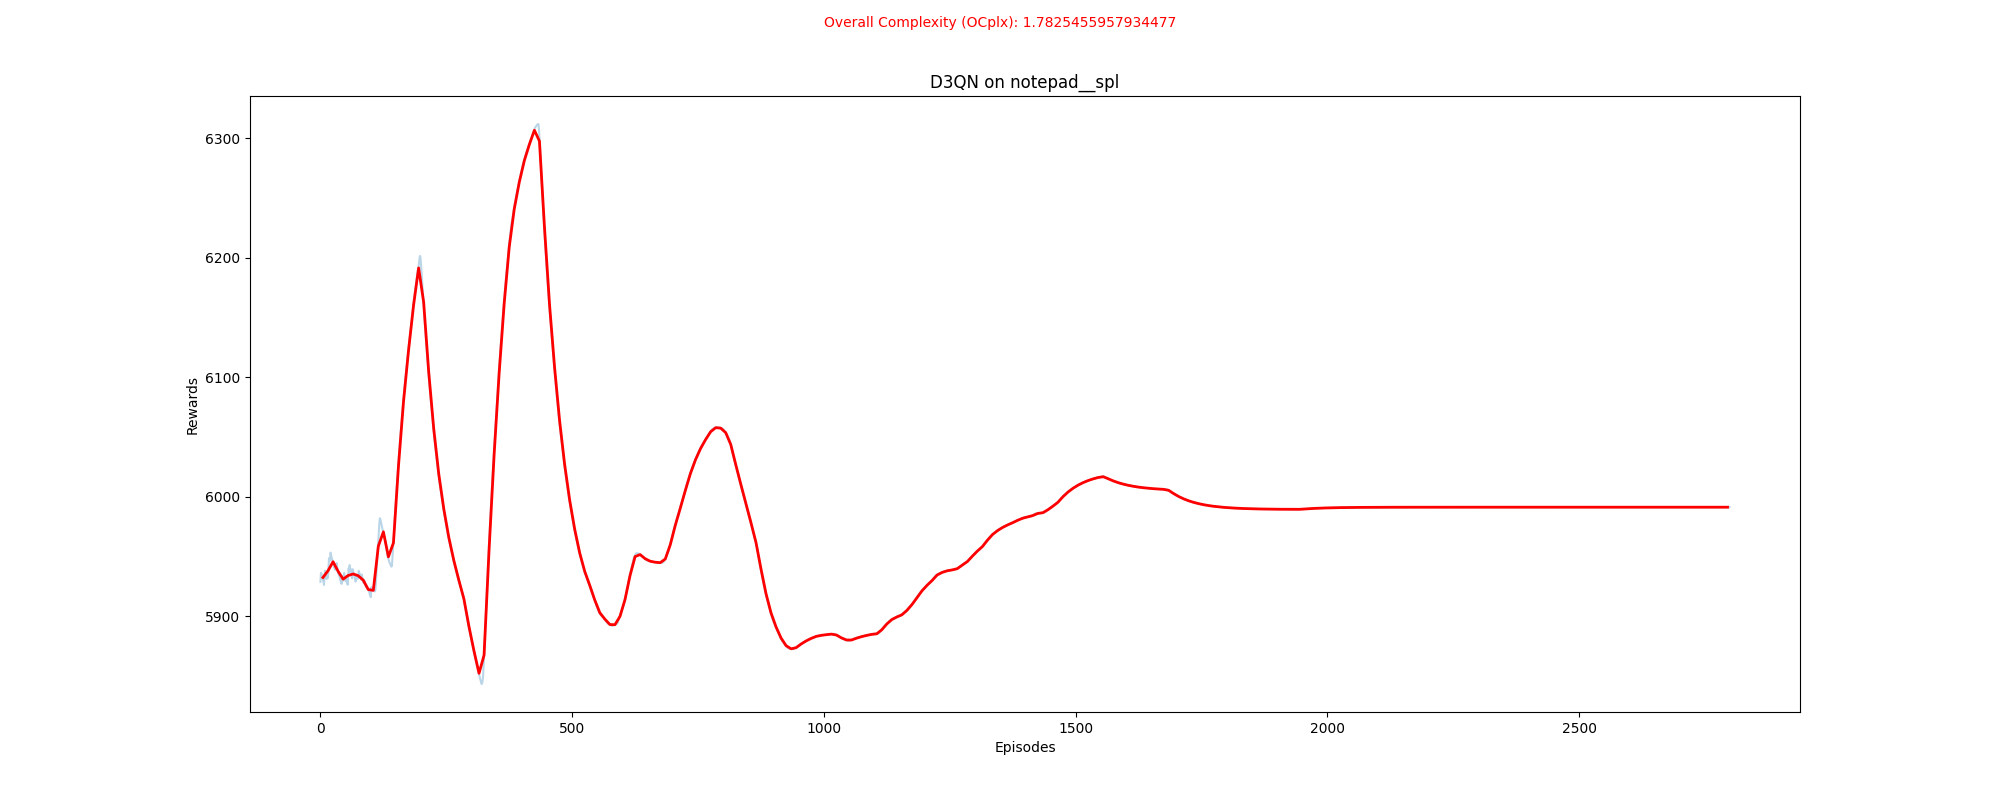 Overall Complexity (OCplx): 1.7825455957934477
D3QN on notepad__spl
6300
6200
6100
6000
5900
Rewards
0 500 1000 1500 2000 2500
Episodes